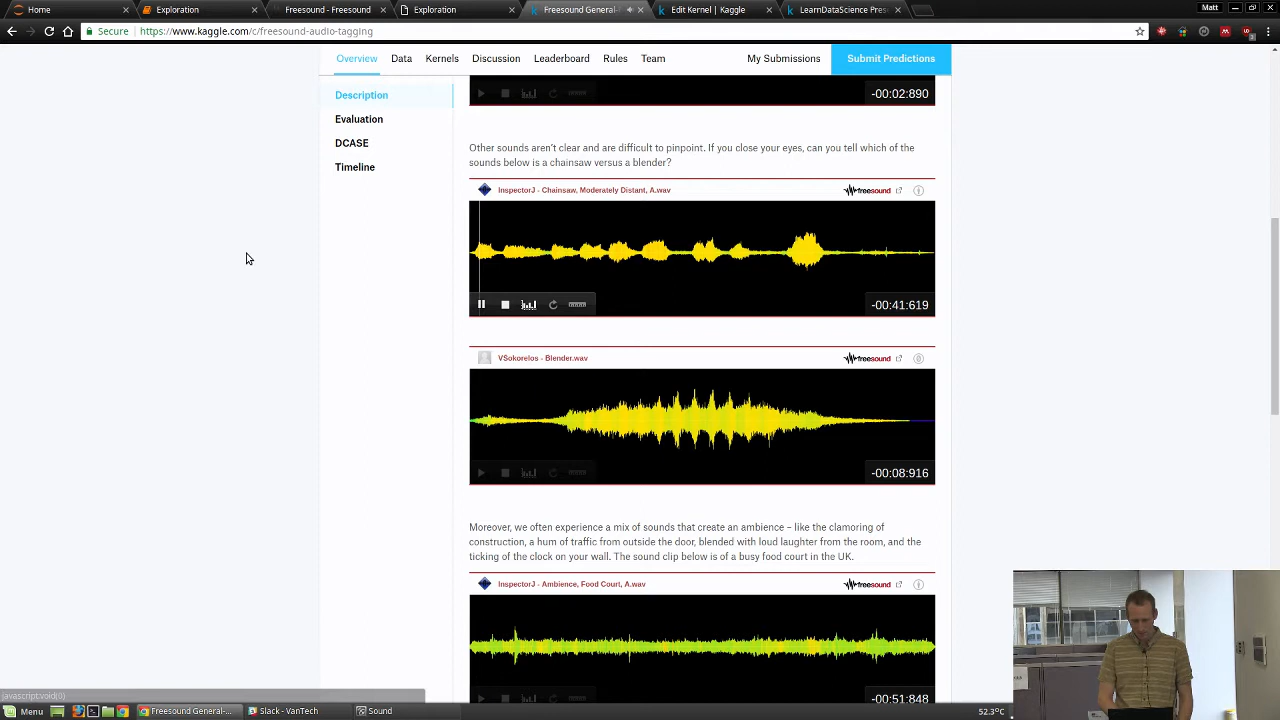 Home
Exploration
Freesound - Freesound
Exploration
Freesound General-
Edit Kernel | Kaggle
LearnDataScience Pres
Matt
Secure
https://www.kaggle.com/c/freesound-audio-tagging
Overview
Data
Kernels
Discussion
Leaderboard
Rules
Team
My Submissions
Submit Predictions
Description
Evaluation
DCASE
Timeline
-00:02:890
Other sounds aren't clear and are difficult to pinpoint. If you close your eyes, can you tell which of the
sounds below is a chainsaw versus a blender?
InspectorJ - Chainsaw, Moderately Distant, A.wav
freesound
-00:41:619
VSokorelos - Blender.wav
freesound
-00:08:916
Moreover, we often experience a mix of sounds that create an ambience – like the clamoring of
construction, a hum of traffic from outside the door, blended with loud laughter from the room, and the
ticking of the clock on your wall. The sound clip below is of a busy food court in the UK.
InspectorJ - Ambience, Food Court, A.wav
freesound
-00:51:848
javascript:void(0)
Menu
Freesound General-...
Slack - VanTech
Sound
52.3°C